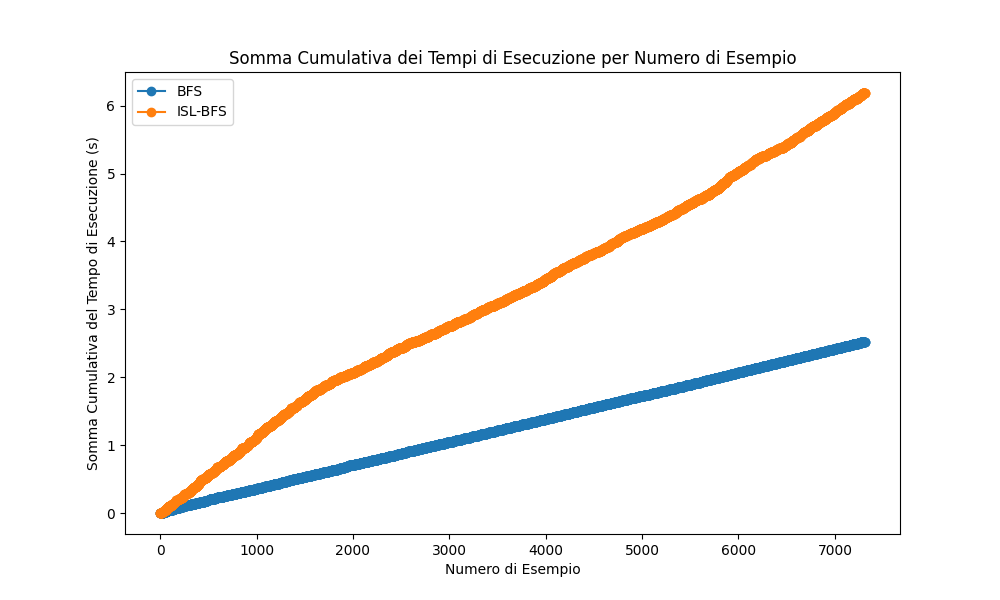 Somma Cumulativa dei Tempi di Esecuzione per Numero di Esempio
BFS
ISL-BFS
Somma Cumulativa del Tempo di Esecuzione (s)
6
5
4
3
2
1
0
0 1000 2000 3000 4000 5000 6000 7000
Numero di Esempio